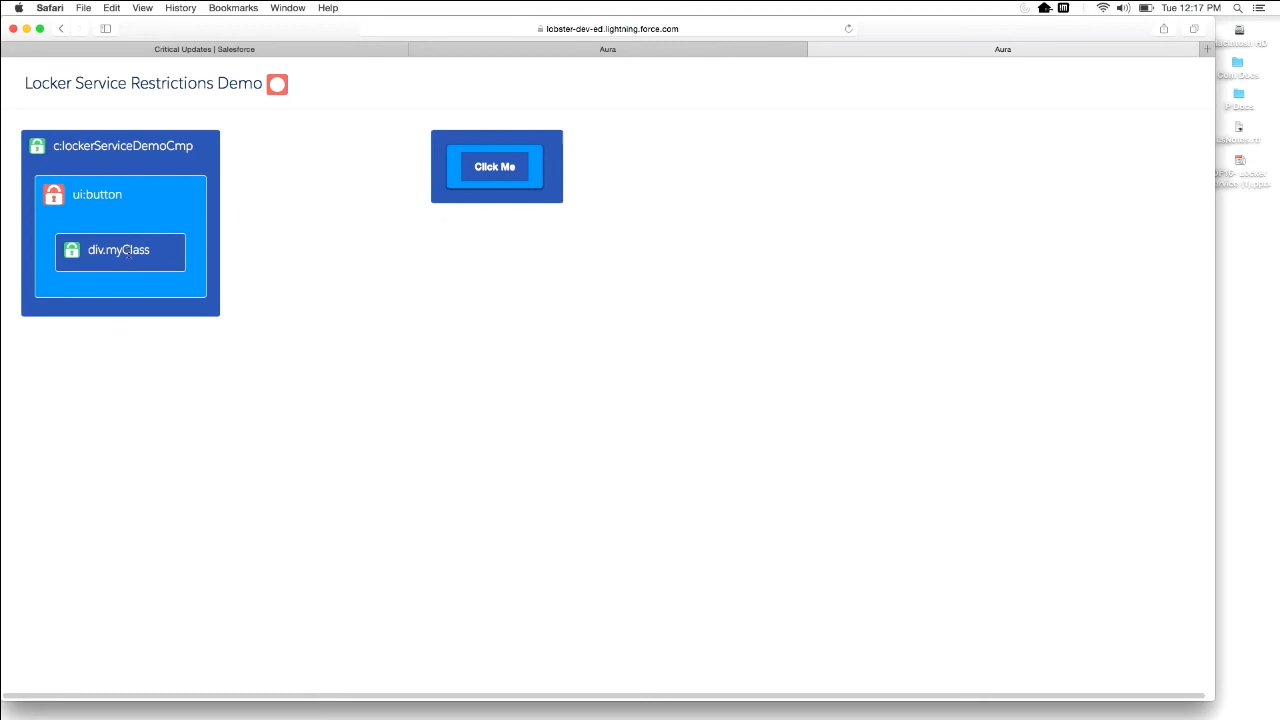 Safari File Edit View History Bookmarks Window Help Tue 12:17 PM
lobster-dev-ed.lightning.force.com
Critical Updates | Salesforce Aura Aura
Locker Service Restrictions Demo
c:lockerServiceDemoCmp
ui:button
div.myClass
Click Me